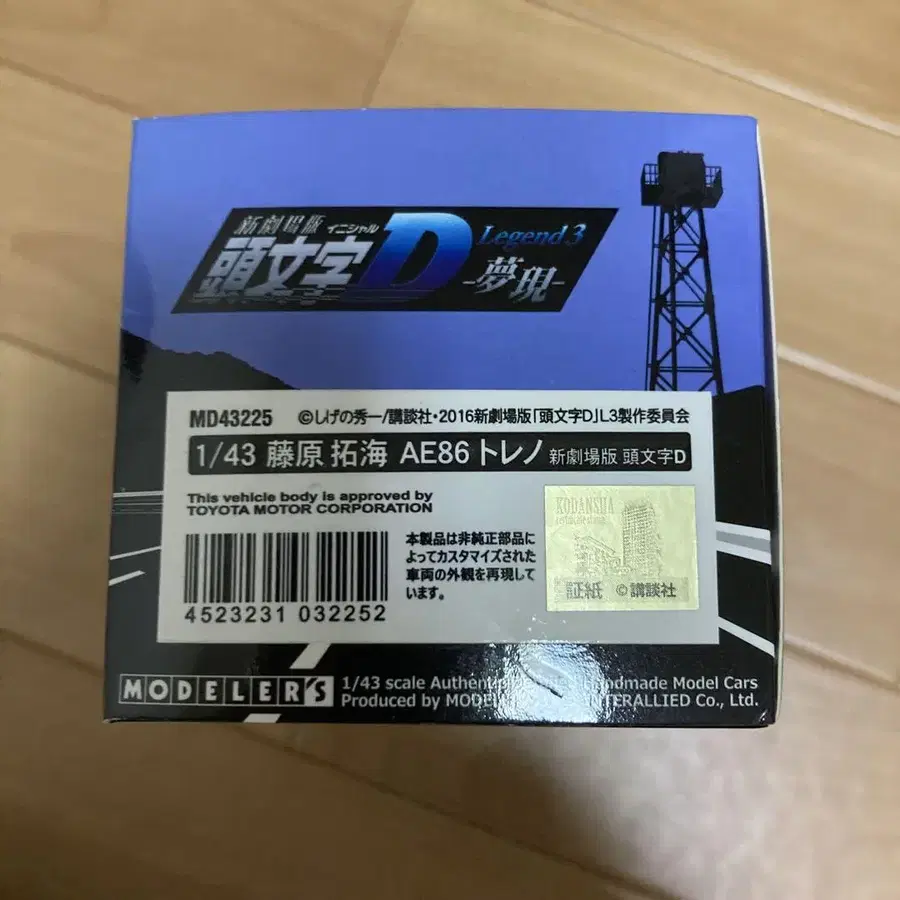 新劇場版
イニシャル
頭文字D
Legend3
-夢現-
MD43225 ©しげの秀一/講談社・2016新劇場版「頭文字D」L3製作委員会
1/43 藤原 拓海 AE86 トレノ 新劇場版 頭文字D
This vehicle body is approved by
TOYOTA MOTOR CORPORATION
本製品は非純正部品に
よってカスタマイズされた
車両の外観を再現して
います。
KODANSHA
証紙 ©講談社
4523231 032252
MODELER'S
1/43 scale Handmade Model Cars
Produced by INTERALLIED Co., Ltd.